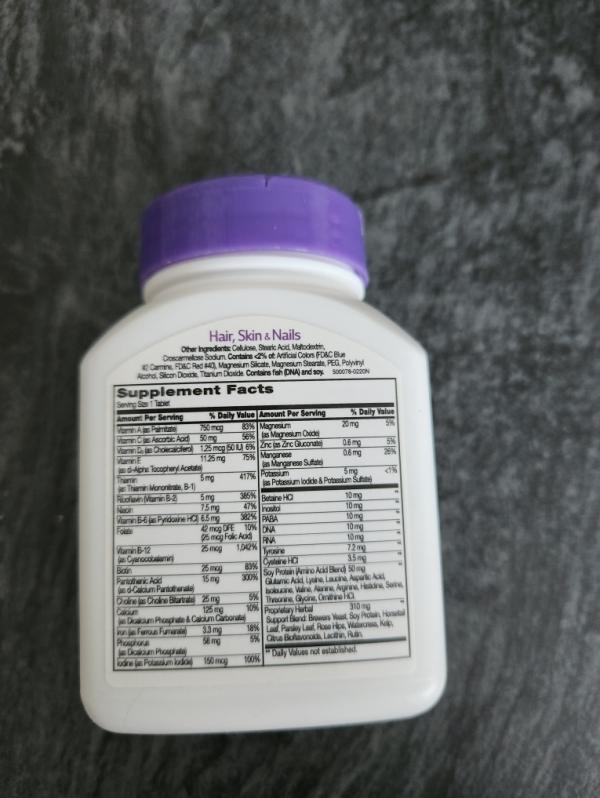 Hair, Skin & Nails
Other Ingredients: Cellulose, Stearic Acid, Maltodextrin,
Croscarmellose Sodium, Contains <2% of: Artificial Colors (FD&C Blue
#2 Carmine, FD&C Red #40), Magnesium Silicate, Magnesium Stearate, PEG, Polyvinyl
Alcohol, Silicon Dioxide, Titanium Dioxide. Contains fish (DNA) and soy. 500078-0220N
Supplement Facts
Serving Size 1 Tablet
Amount Per Serving % Daily Value
Vitamin A (as Palmitate) 750 mcg 83%
Vitamin C (as Ascorbic Acid) 50 mg 56%
Vitamin D₃ (as Cholecalciferol) 1.25 mcg (50 IU) 6%
Vitamin E 11.25 mg 75%
(as d-Alpha Tocopheryl Acetate)
Thiamin 5 mg 417%
(as Thiamin Mononitrate, B-1)
Riboflavin (Vitamin B-2) 5 mg 385%
Niacin 7.5 mg 47%
Vitamin B-6 (as Pyridoxine HCl) 6.5 mg 382%
Folate 42 mcg DFE 10%
(25 mcg Folic Acid)
Vitamin B-12 25 mcg 1,042%
(as Cyanocobalamin)
Biotin 25 mcg 83%
Pantothenic Acid 15 mg 300%
(as d-Calcium Pantothenate)
Choline (as Choline Bitartrate) 25 mg 5%
Calcium 125 mg 10%
(as Dicalcium Phosphate & Calcium Carbonate)
Iron (as Ferrous Fumarate) 3.3 mg 18%
Phosphorus 58 mg 5%
(as Dicalcium Phosphate)
Iodine (as Potassium Iodide) 150 mcg 100%
Amount Per Serving % Daily Value
Magnesium 20 mg 5%
(as Magnesium Oxide)
Zinc (as Zinc Gluconate) 0.6 mg 5%
Manganese 0.6 mg 26%
(as Manganese Sulfate)
Potassium 5 mg <1%
(as Potassium Iodide & Potassium Sulfate)
Betaine HCl 10 mg **
Inositol 10 mg **
PABA 10 mg **
DNA 10 mg **
RNA 10 mg **
Tyrosine 7.2 mg **
Cysteine HCl 3.5 mg **
Soy Protein (Amino Acid Blend) 50 mg **
Glutamic Acid, Lysine, Leucine, Aspartic Acid,
Isoleucine, Valine, Alanine, Arginine, Histidine, Serine,
Threonine, Glycine, Ornithine HCl.
Proprietary Herbal 310 mg **
Support Blend: Brewers Yeast, Soy Protein, Horsetail
Leaf, Parsley Leaf, Rose Hips, Watercress, Kelp,
Citrus Bioflavonoids, Lecithin, Rutin.
** Daily Values not established.